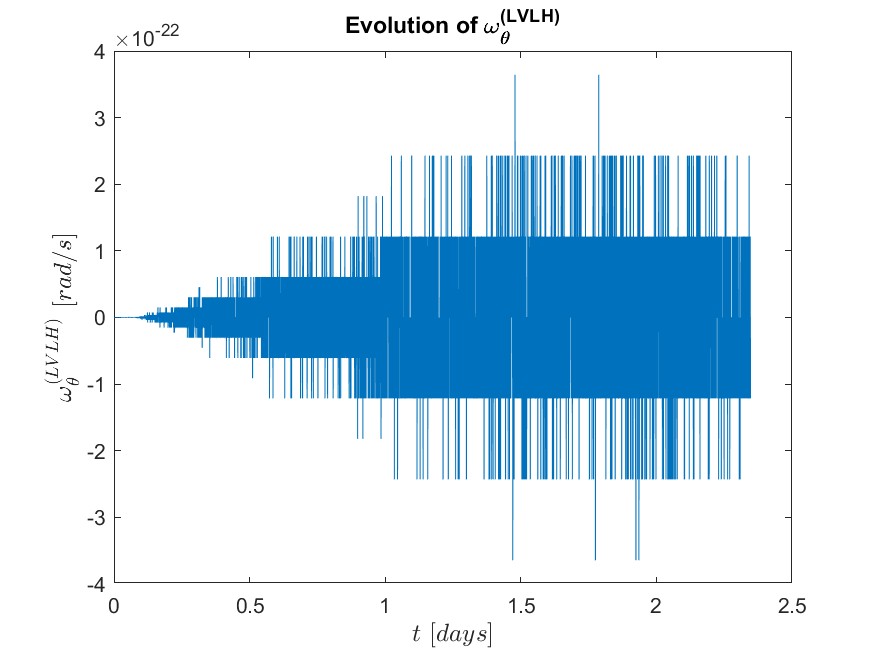 Evolution of ω_θ^(LVLH)
×10^-22
4
3
2
1
0
-1
-2
-3
-4
ω_θ^(LVLH) [rad/s]
0 0.5 1 1.5 2 2.5
t [days]